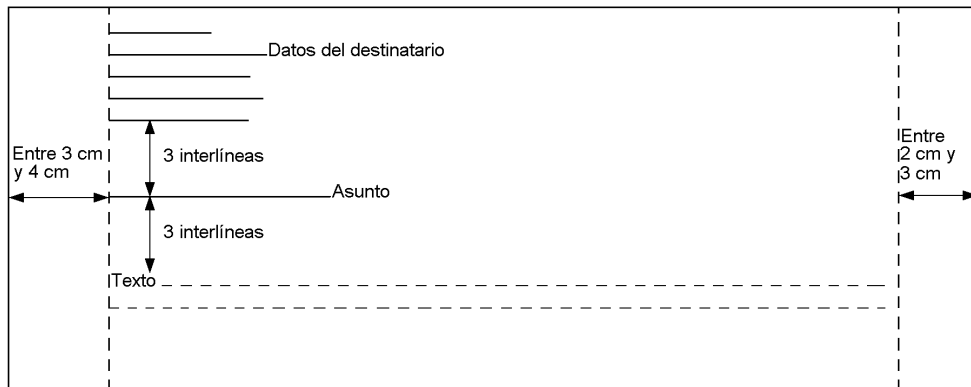 Datos del destinatario
3 interlíneas
Entre 3 cm
y 4 cm
Entre
2 cm y
3 cm
Asunto
3 interlíneas
Texto